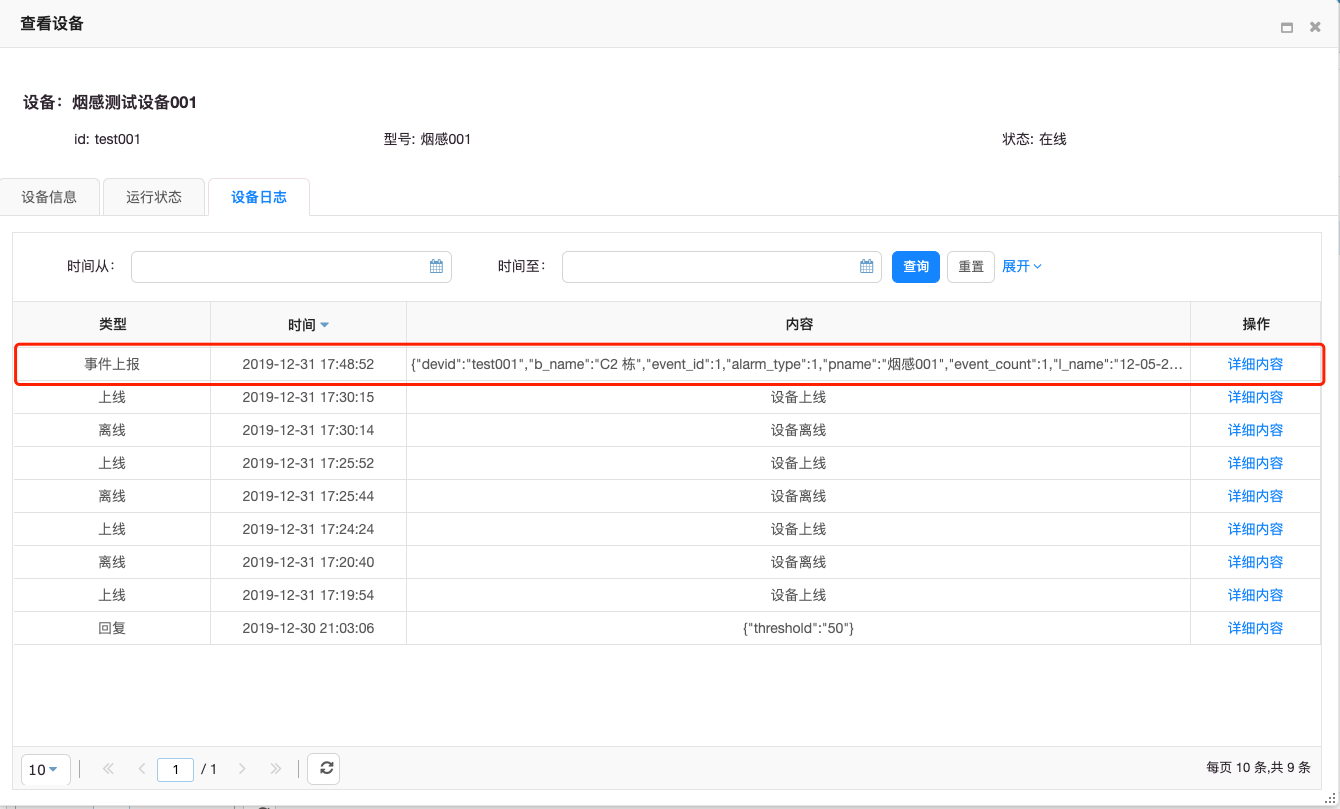 查看设备
设备：烟感测试设备001
id: test001 型号: 烟感001 状态: 在线
设备信息 运行状态 设备日志
时间从： 时间至： 查询 重置 展开
类型 时间 内容 操作
事件上报 2019-12-31 17:48:52 {"devid":"test001","b_name":"C2 栋","event_id":1,"alarm_type":1,"pname":"烟感001","event_count":1,"l_name":"12-05-2... 详细内容
上线 2019-12-31 17:30:15 设备上线 详细内容
离线 2019-12-31 17:30:14 设备离线 详细内容
上线 2019-12-31 17:25:52 设备上线 详细内容
离线 2019-12-31 17:25:44 设备离线 详细内容
上线 2019-12-31 17:24:24 设备上线 详细内容
离线 2019-12-31 17:20:40 设备离线 详细内容
上线 2019-12-31 17:19:54 设备上线 详细内容
回复 2019-12-30 21:03:06 {"threshold":"50"} 详细内容
10 1 / 1 每页 10 条,共 9 条